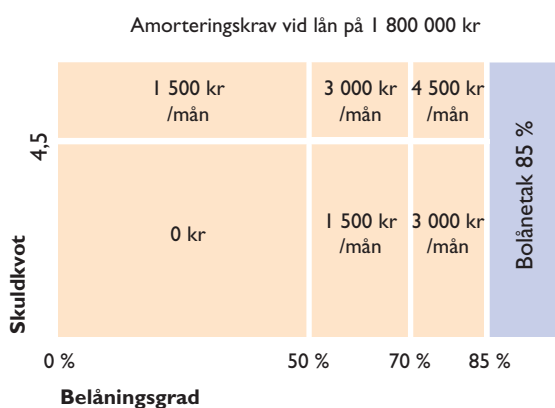 Amorteringskrav vid lån på 1 800 000 kr
1 500 kr
/mån
3 000 kr
/mån
4 500 kr
/mån
4,5
Skuldkvot
0 kr
1 500 kr
/mån
3 000 kr
/mån
Bolånetak 85 %
0 %
50 %
70 %
85 %
Belåningsgrad